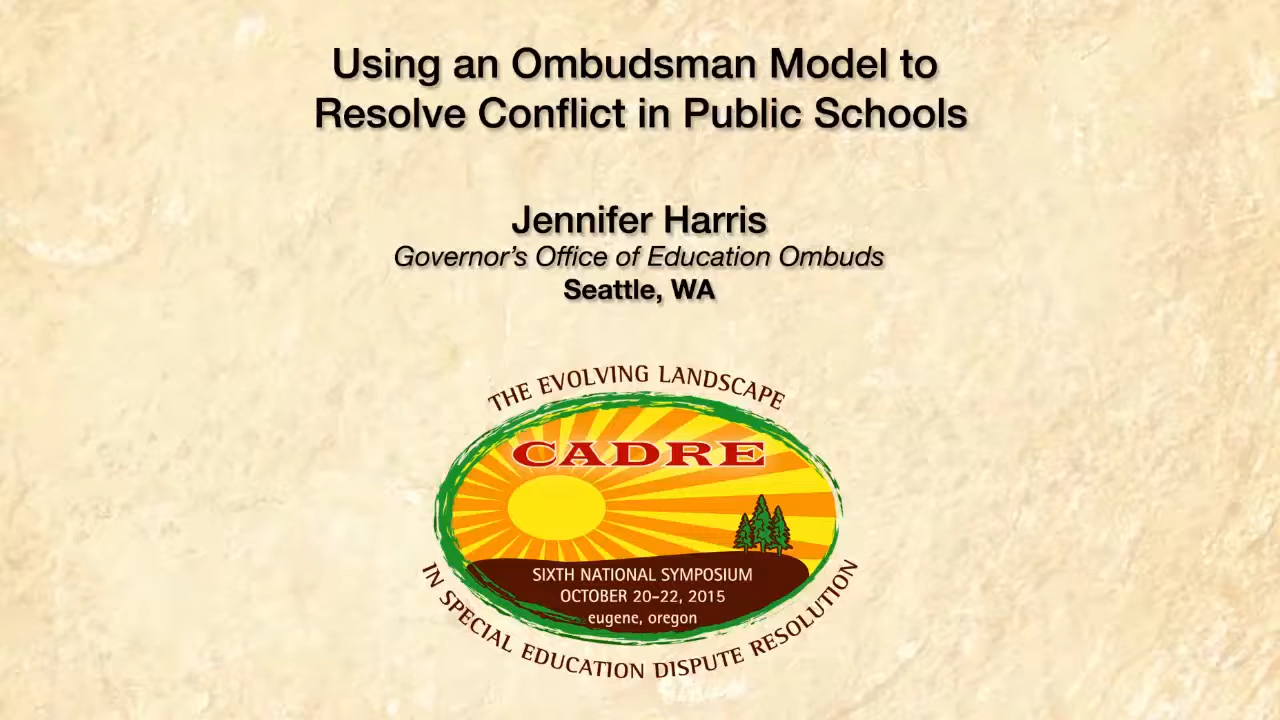 Using an Ombudsman Model to
Resolve Conflict in Public Schools
Jennifer Harris
Governor's Office of Education Ombuds
Seattle, WA
THE EVOLVING LANDSCAPE
CADRE
SIXTH NATIONAL SYMPOSIUM
OCTOBER 20-22, 2015
eugene, oregon
IN SPECIAL EDUCATION DISPUTE RESOLUTION